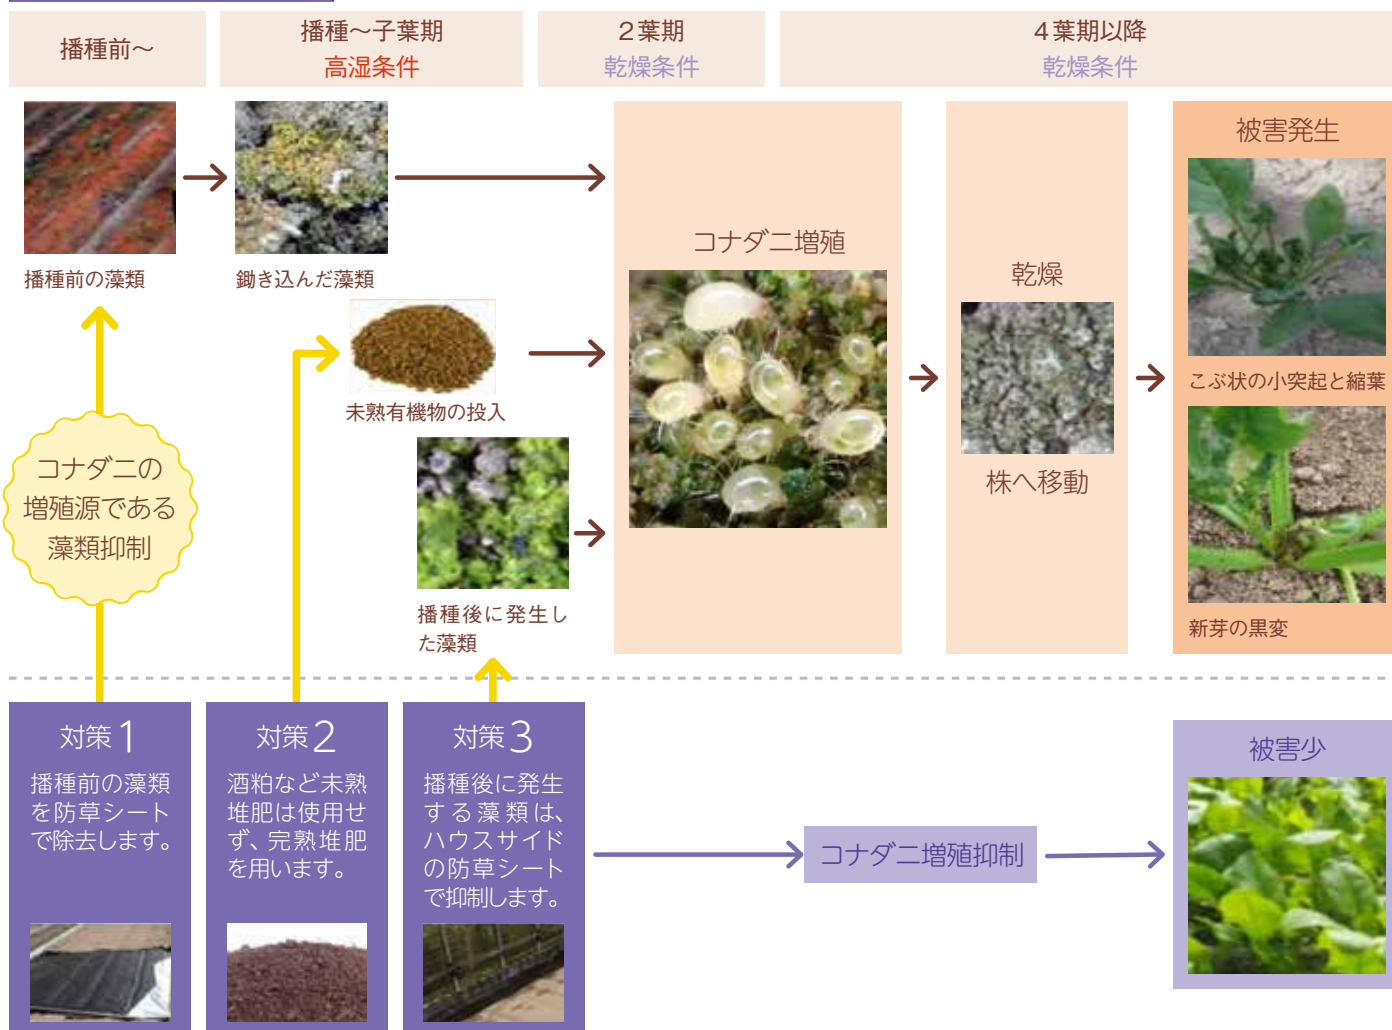 播種前～
播種～子葉期
高湿条件
２葉期
乾燥条件
４葉期以降
乾燥条件
播種前の藻類
鋤き込んだ藻類
未熟有機物の投入
播種後に発生し
た藻類
コナダニ増殖
乾燥
株へ移動
被害発生
こぶ状の小突起と縮葉
新芽の黒変
コナダニの
増殖源である
藻類抑制
対策1
播種前の藻類
を防草シート
で除去します。
対策2
酒粕など未熟
堆肥は使用せ
ず、完熟堆肥
を用います。
対策3
播種後に発生
する藻類は、
ハウスサイド
の防草シート
で抑制します。
コナダニ増殖抑制
被害少